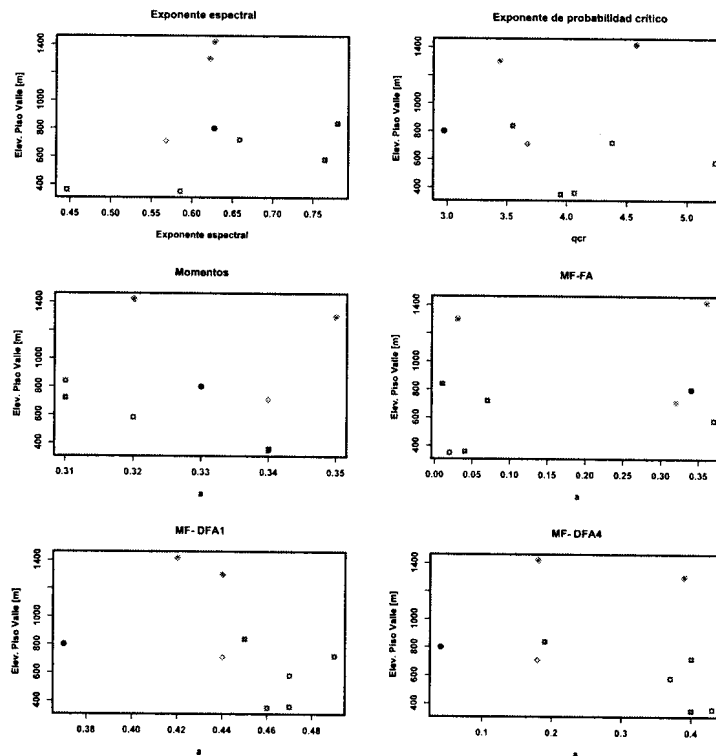 Exponente espectral
Elev. Piso Valle [m]
1400
1000
800
600
400
0.45 0.50 0.55 0.60 0.65 0.70 0.75
Exponente espectral
Exponente de probabilidad crítico
Elev. Piso Valle [m]
1400
1000
800
600
400
3.0 3.5 4.0 4.5 5.0
qcr
Momentos
Elev. Piso Valle [m]
1400
1000
800
600
400
0.31 0.32 0.33 0.34 0.35
a
MF-FA
Elev. Piso Valle [m]
1400
1000
800
600
400
0.00 0.05 0.10 0.15 0.20 0.25 0.30 0.35
a
MF- DFA1
Elev. Piso Valle [m]
1400
1000
800
600
400
0.38 0.40 0.42 0.44 0.46 0.48
a
MF- DFA4
Elev. Piso Valle [m]
1400
1000
800
600
400
0.1 0.2 0.3 0.4
a